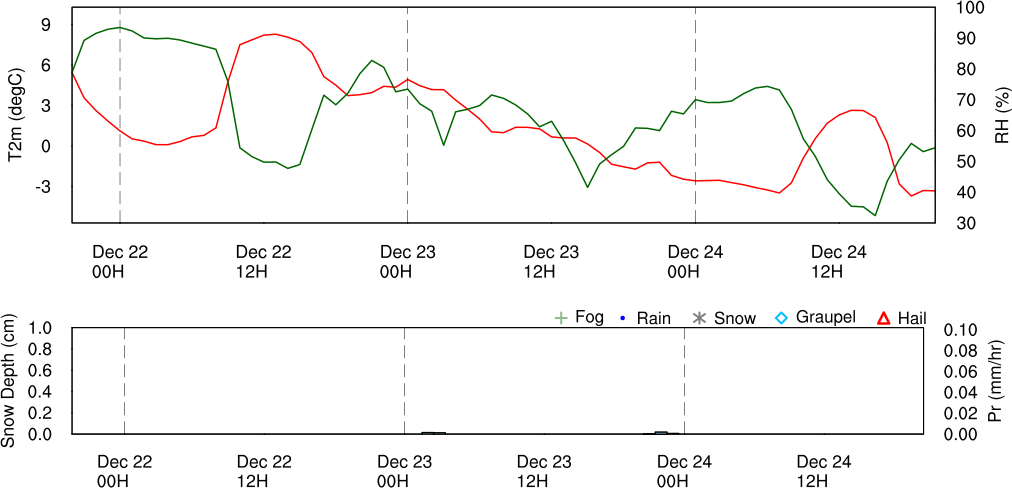 100
9
90
80
6
70
3
60
0
50
-3
40
30
T2m (degC)
RH (%)
Dec 22 Dec 22 Dec 23 Dec 23 Dec 24 Dec 24
00H 12H 00H 12H 00H 12H
Fog Rain Snow Graupel Hail
1.0 0.10
0.8 0.08
0.6 0.06
0.4 0.04
0.2 0.02
0.0 0.00
Snow Depth (cm)
Pr (mm/hr)
Dec 22 Dec 22 Dec 23 Dec 23 Dec 24 Dec 24
00H 12H 00H 12H 00H 12H